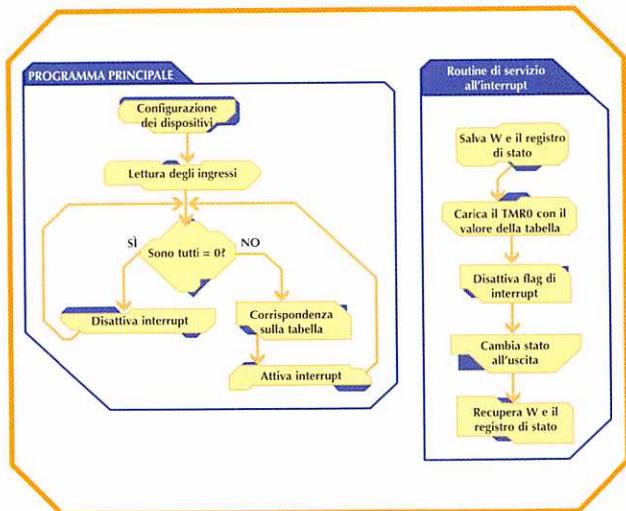 PROGRAMMA PRINCIPALE
Configurazione
dei dispositivi
Lettura degli ingressi
SÌ
Sono tutti = 0?
NO
Disattiva interrupt
Corrispondenza
sulla tabella
Attiva interrupt
Routine di servizio
all'interrupt
Salva W e il registro
di stato
Carica il TMR0 con il
valore della tabella
Disattiva flag di
interrupt
Cambia stato
all'uscita
Recupera W e il
registro di stato